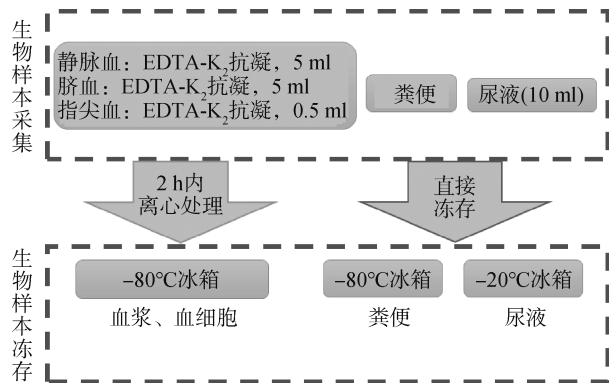 生物样本采集
静脉血：EDTA-K2抗凝，5 ml
脐血：EDTA-K2抗凝，5 ml
指尖血：EDTA-K2抗凝，0.5 ml
粪便
尿液(10 ml)
2 h内
离心处理
直接
冻存
生物样本冻存
–80℃冰箱
–80℃冰箱
–20℃冰箱
血浆、血细胞
粪便
尿液